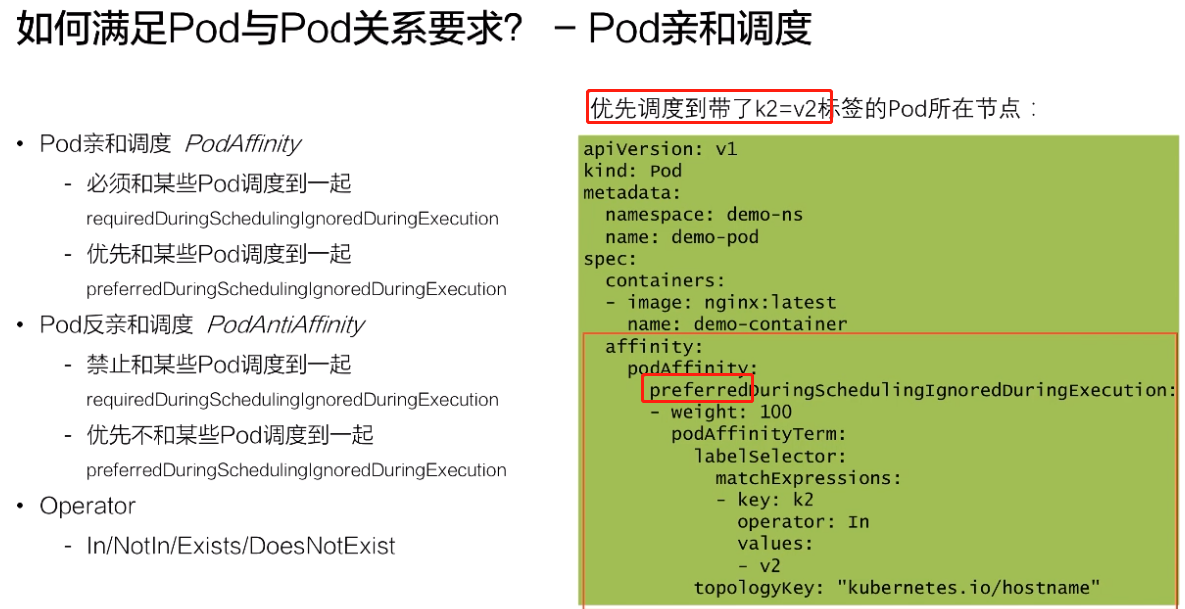 如何满足Pod与Pod关系要求? – Pod亲和调度
• Pod亲和调度 PodAffinity
- 必须和某些Pod调度到一起
requiredDuringSchedulingIgnoredDuringExecution
- 优先和某些Pod调度到一起
preferredDuringSchedulingIgnoredDuringExecution
• Pod反亲和调度 PodAntiAffinity
- 禁止和某些Pod调度到一起
requiredDuringSchedulingIgnoredDuringExecution
- 优先不和某些Pod调度到一起
preferredDuringSchedulingIgnoredDuringExecution
• Operator
- In/NotIn/Exists/DoesNotExist
优先调度到带了k2=v2标签的Pod所在节点：
apiVersion: v1
kind: Pod
metadata:
  namespace: demo-ns
  name: demo-pod
spec:
  containers:
  - image: nginx:latest
    name: demo-container
  affinity:
    podAffinity:
      preferredDuringSchedulingIgnoredDuringExecution:
      - weight: 100
        podAffinityTerm:
          labelSelector:
            matchExpressions:
            - key: k2
              operator: In
              values:
              - v2
          topologyKey: "kubernetes.io/hostname"